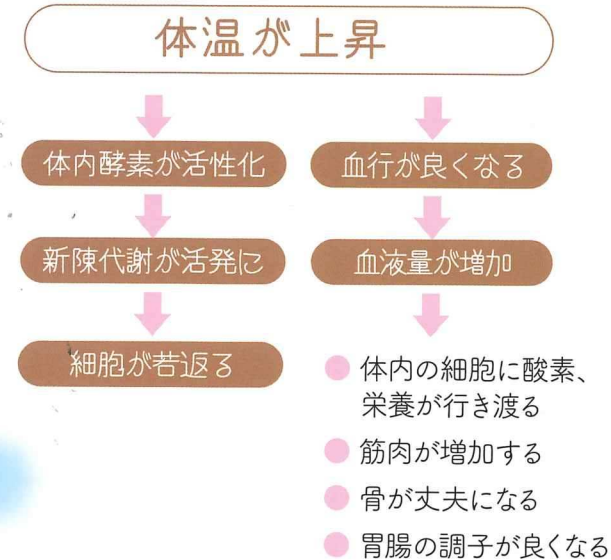 体温が上昇
体内酵素が活性化
新陳代謝が活発に
細胞が若返る
血行が良くなる
血液量が増加
体内の細胞に酸素、
栄養が行き渡る
筋肉が増加する
骨が丈夫になる
胃腸の調子が良くなる